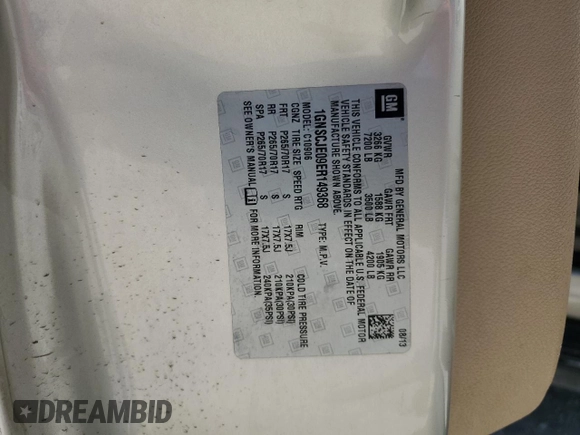 GM
MFD BY GENERAL MOTORS LLC 08/13
GVWR GAWR FRT GAWR RR
3266 KG 1588 KG 1905 KG
7200 LB 3500 LB 4200 LB
THIS VEHICLE CONFORMS TO ALL APPLICABLE U.S. FEDERAL MOTOR
VEHICLE SAFETY STANDARDS IN EFFECT ON THE DATE OF
MANUFACTURE SHOWN ABOVE.
1GNSCJE09ER149368 TYPE: M.P.V.
C10906
CGNZ TIRE SIZE SPEED RTG RIM COLD TIRE PRESSURE
FRT P265/70R17 S 17X7.5J 210KPA(30PSI)
RR P265/70R17 S 17X7.5J 210KPA(30PSI)
SPA P265/70R17 S 17X7.5J 240KPA(35PSI)
SEE OWNER'S MANUAL FOR MORE INFORMATION.
DREAMBID